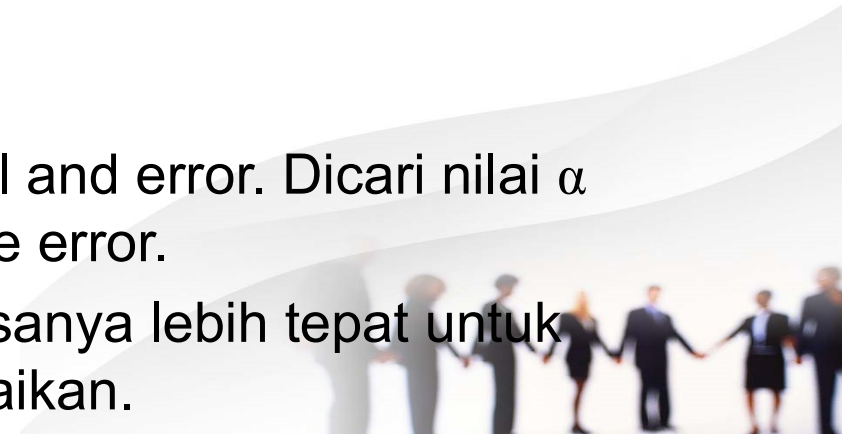 l and error. Dicari nilai α
e error.
sanya lebih tepat untuk
aikan.